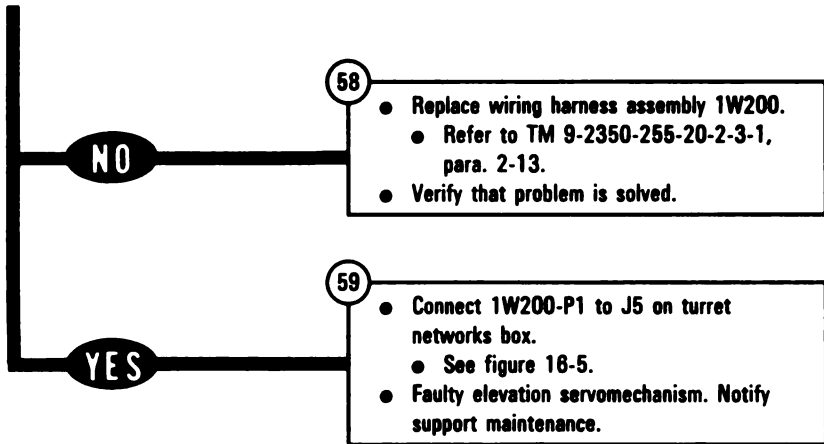 58
● Replace wiring harness assembly 1W200.
● Refer to TM 9-2350-255-20-2-3-1,
para. 2-13.
● Verify that problem is solved.
NO
59
● Connect 1W200-P1 to J5 on turret
networks box.
● See figure 16-5.
● Faulty elevation servomechanism. Notify
support maintenance.
YES